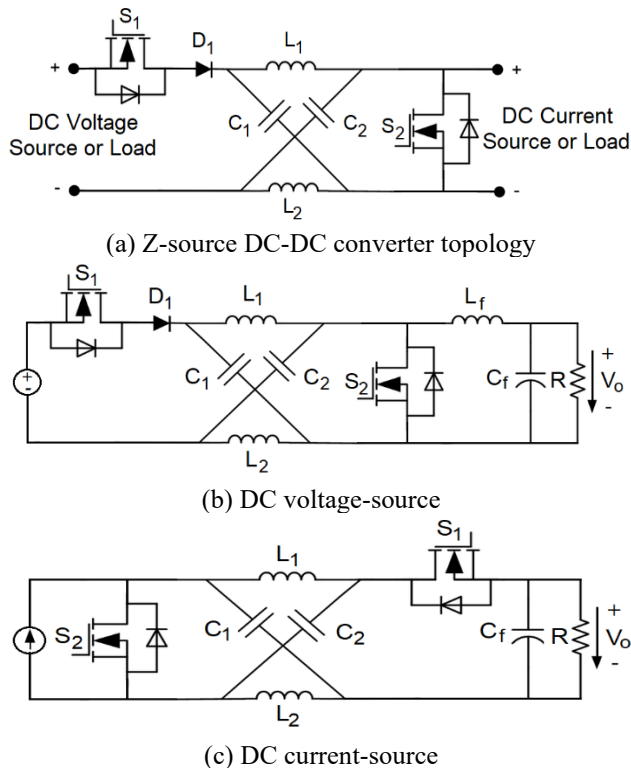 S1
D1
L1
+
+
DC Voltage
Source or Load
C1
C2
S2
DC Current
Source or Load
-
-
L2
(a) Z-source DC-DC converter topology
S1
D1
L1
Lf
+
-
C1
C2
S2
Cf
R
+
Vo
-
L2
(b) DC voltage-source
S1
L1
S2
C1
C2
Cf
R
+
Vo
-
L2
(c) DC current-source